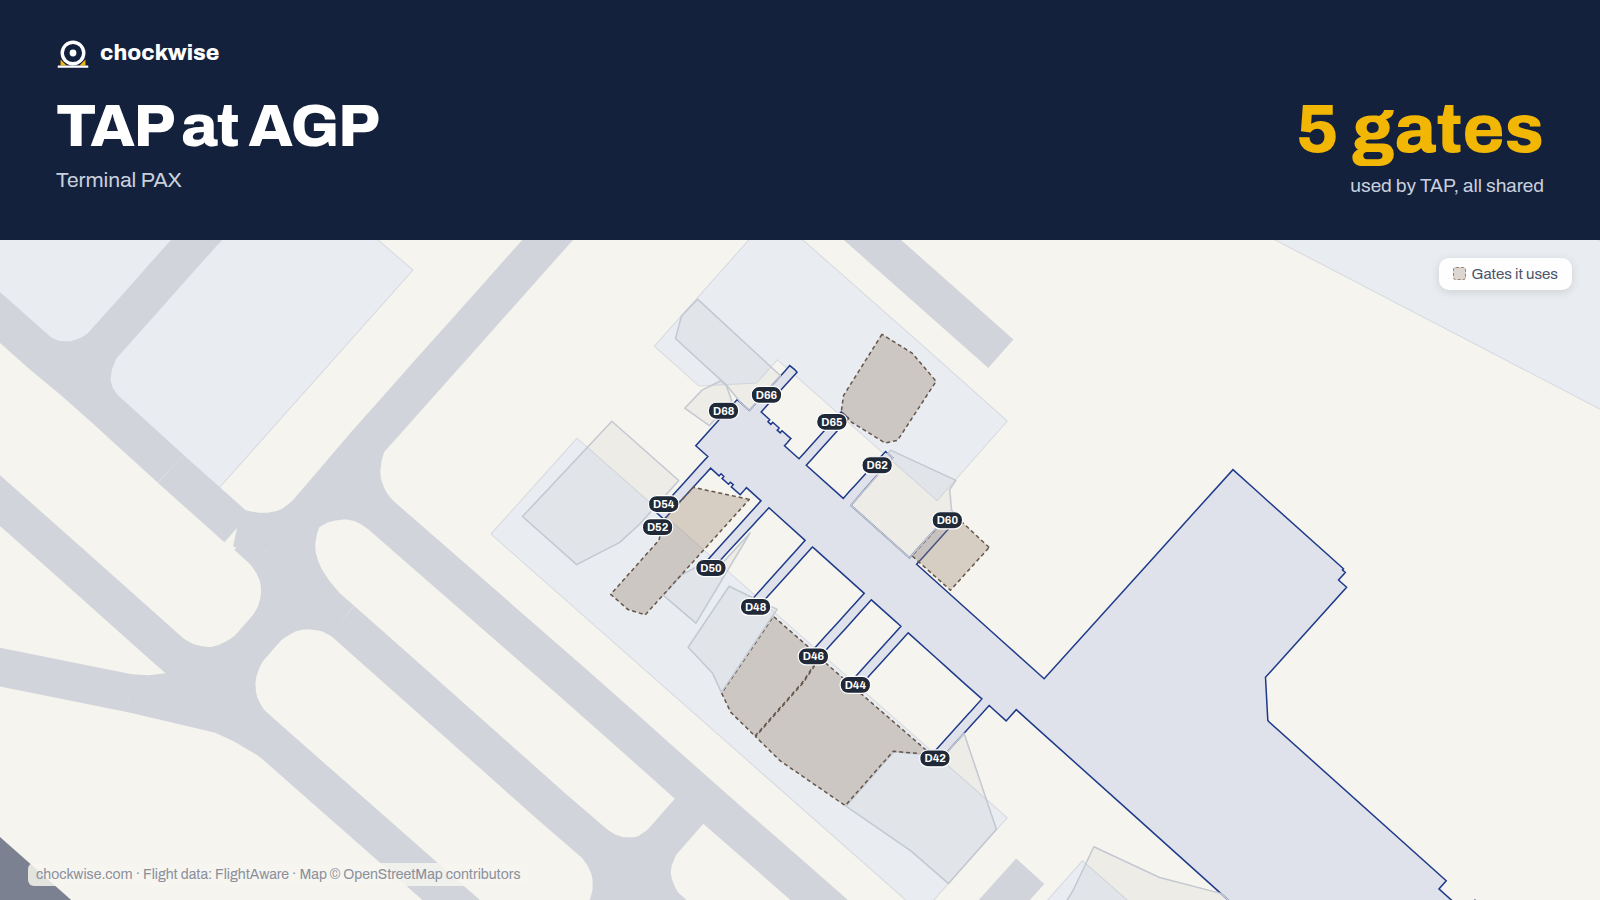 chockwise
TAP at AGP
Terminal PAX
5 gates
used by TAP, all shared
Gates it uses
D66
D68
D65
D62
D54
D60
D52
D50
D48
D46
D44
D42
chockwise.com · Flight data: FlightAware · Map © OpenStreetMap contributors